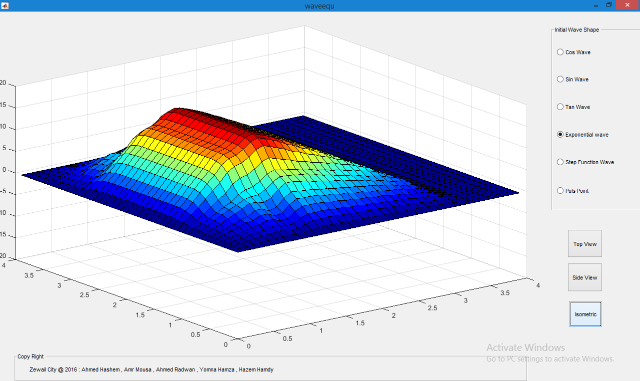 waveequ
Initial Wave Shape
Cos Wave
Sin Wave
Tan Wave
Exponential wave
Step Function Wave
Puls Point
Top View
Side View
Isometric
20
15
10
5
0
-5
-10
-15
-20
4
3.5
3
2.5
2
1.5
1
0.5
0
0
0.5
1
1.5
2
2.5
3
3.5
4
Activate Windows
Go to PC settings to activate Windows.
Copy Right
Zewail City @ 2016 : Ahmed Hashem , Amr Mousa , Ahmed Radwan , Yomna Hamza , Hazem Hamdy